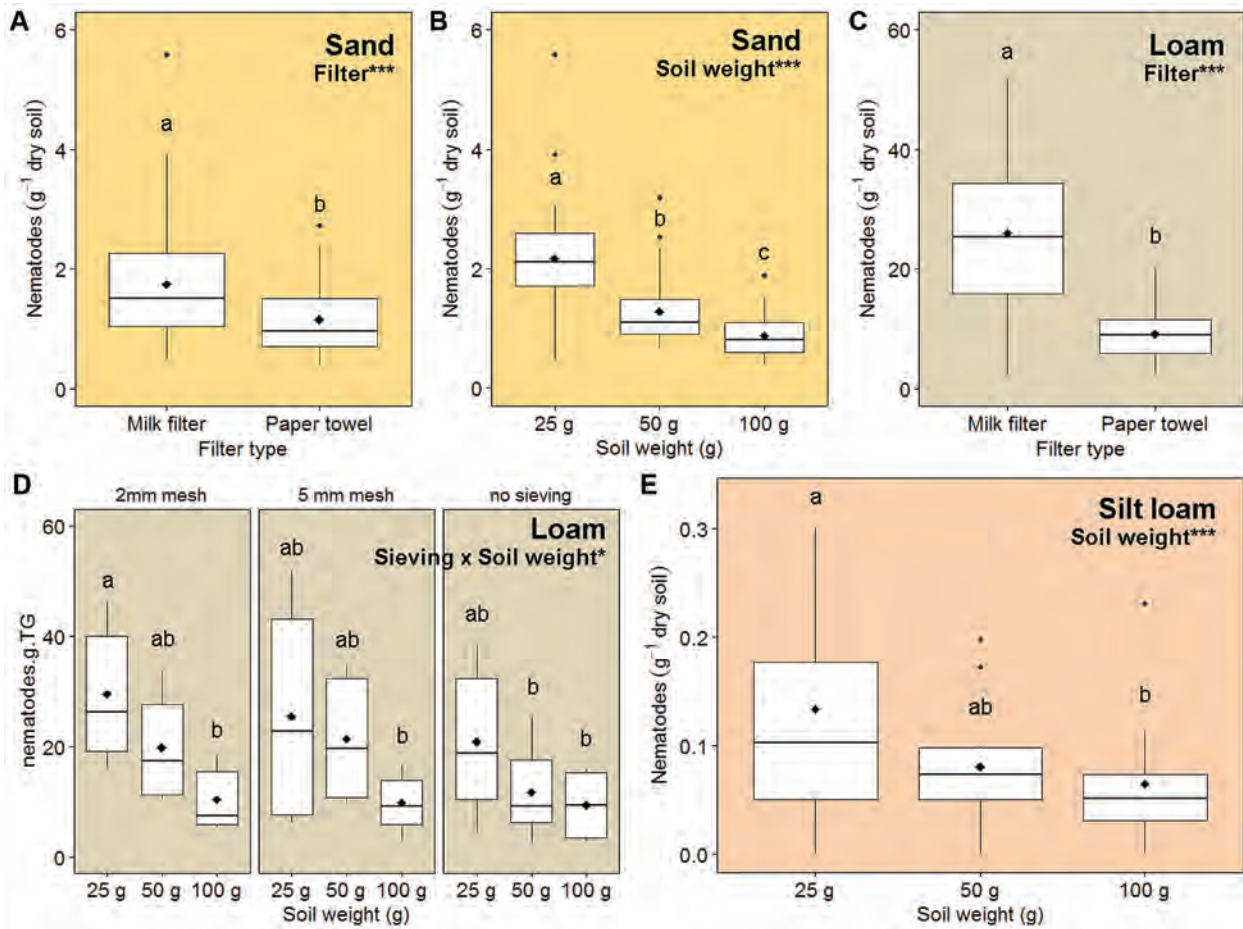 A
Sand
Filter***
Nematodes (g⁻¹ dry soil)
6
4
2
0
a
b
Milk filter
Paper towel
Filter type
B
Sand
Soil weight***
Nematodes (g⁻¹ dry soil)
6
4
2
0
a
b
c
25 g
50 g
100 g
Soil weight (g)
C
Loam
Filter***
Nematodes (g⁻¹ dry soil)
60
40
20
0
a
b
Milk filter
Paper towel
Filter type
D
2mm mesh
5 mm mesh
no sieving
Loam
Sieving x Soil weight*
nematodes.g.TG
60
40
20
0
a
ab
b
ab
ab
b
ab
b
b
25 g 50 g 100 g
25 g 50 g 100 g
25 g 50 g 100 g
Soil weight (g)
E
Silt loam
Soil weight***
Nematodes (g⁻¹ dry soil)
0.3
0.2
0.1
0.0
a
ab
b
25 g
50 g
100 g
Soil weight (g)